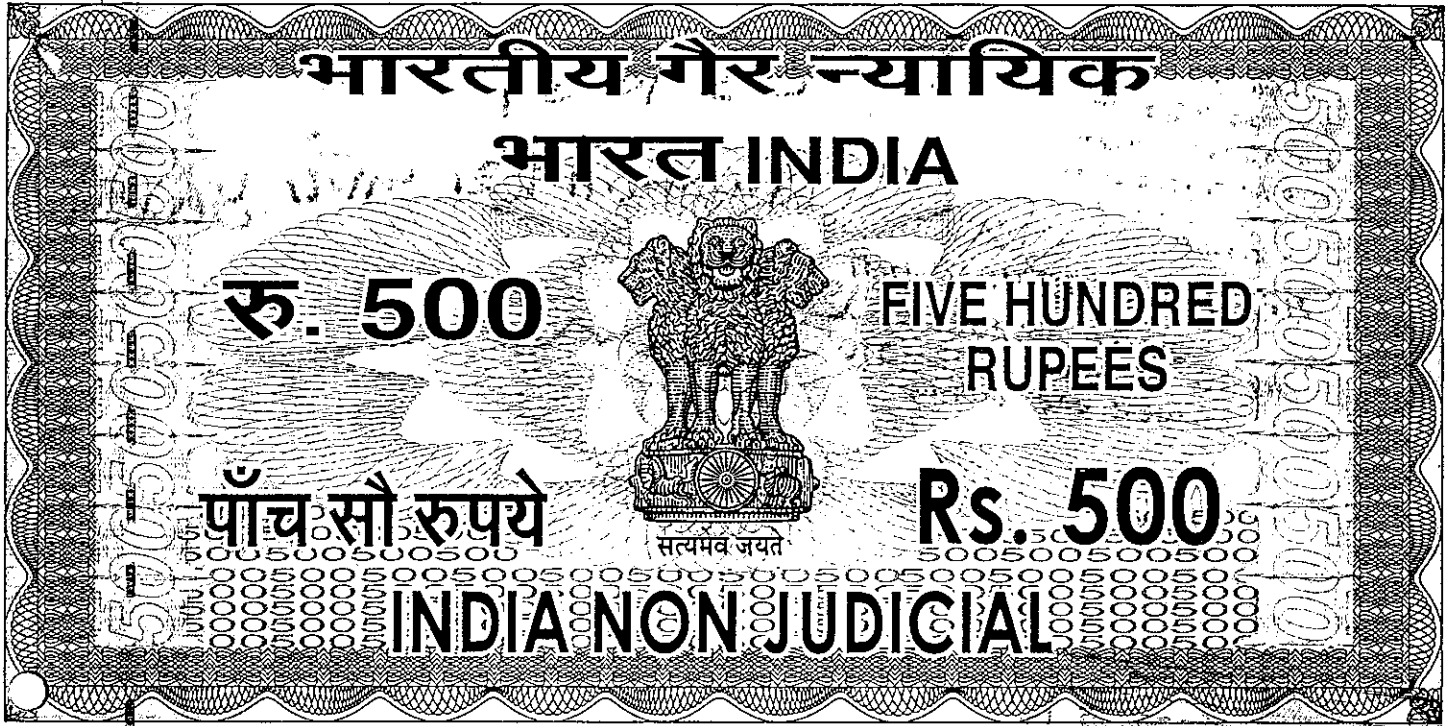 भारतीय गैर न्यायिक
भारत INDIA
रु. 500
FIVE HUNDRED
RUPEES
पाँच सौ रुपये
Rs. 500
सत्यमेव जयते
INDIA NON JUDICIAL